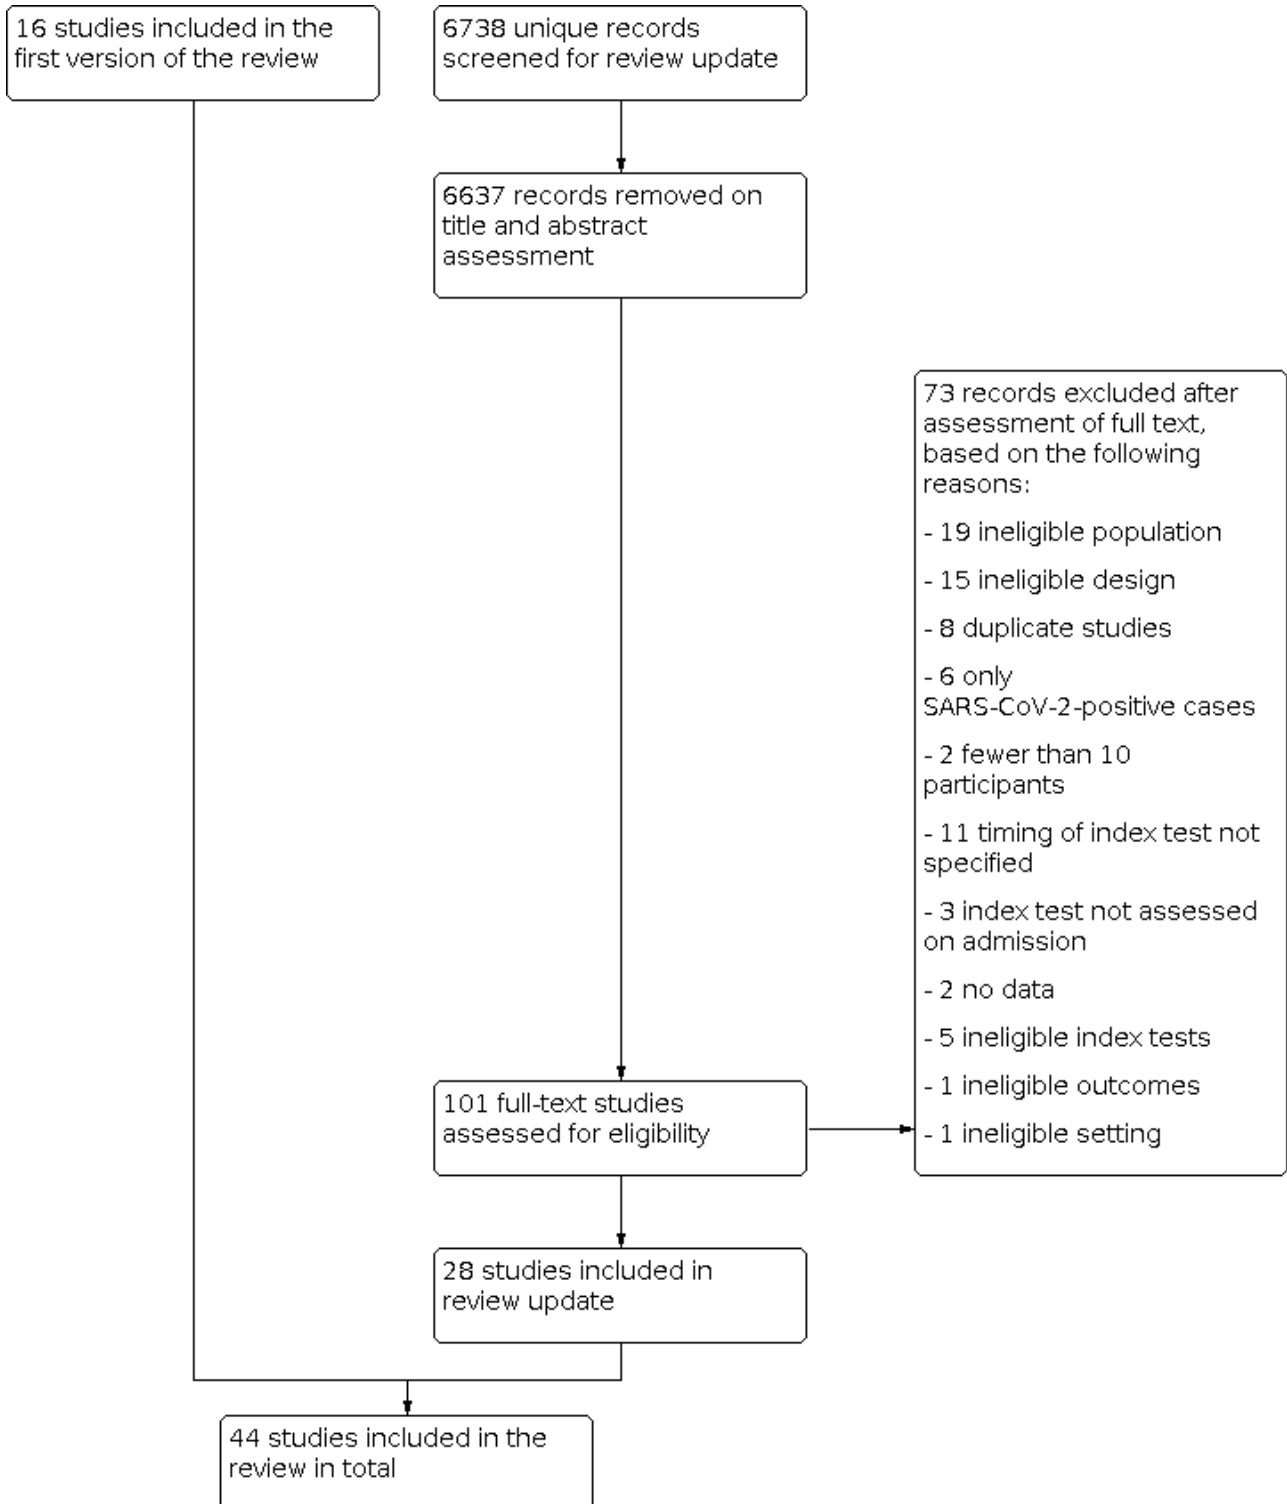 16 studies included in the
first version of the review
6738 unique records
screened for review update
6637 records removed on
title and abstract
assessment
73 records excluded after
assessment of full text,
based on the following
reasons:
- 19 ineligible population
- 15 ineligible design
- 8 duplicate studies
- 6 only
SARS-CoV-2-positive cases
- 2 fewer than 10
participants
- 11 timing of index test not
specified
- 3 index test not assessed
on admission
- 2 no data
- 5 ineligible index tests
- 1 ineligible outcomes
- 1 ineligible setting
101 full-text studies
assessed for eligibility
28 studies included in
review update
44 studies included in the
review in total